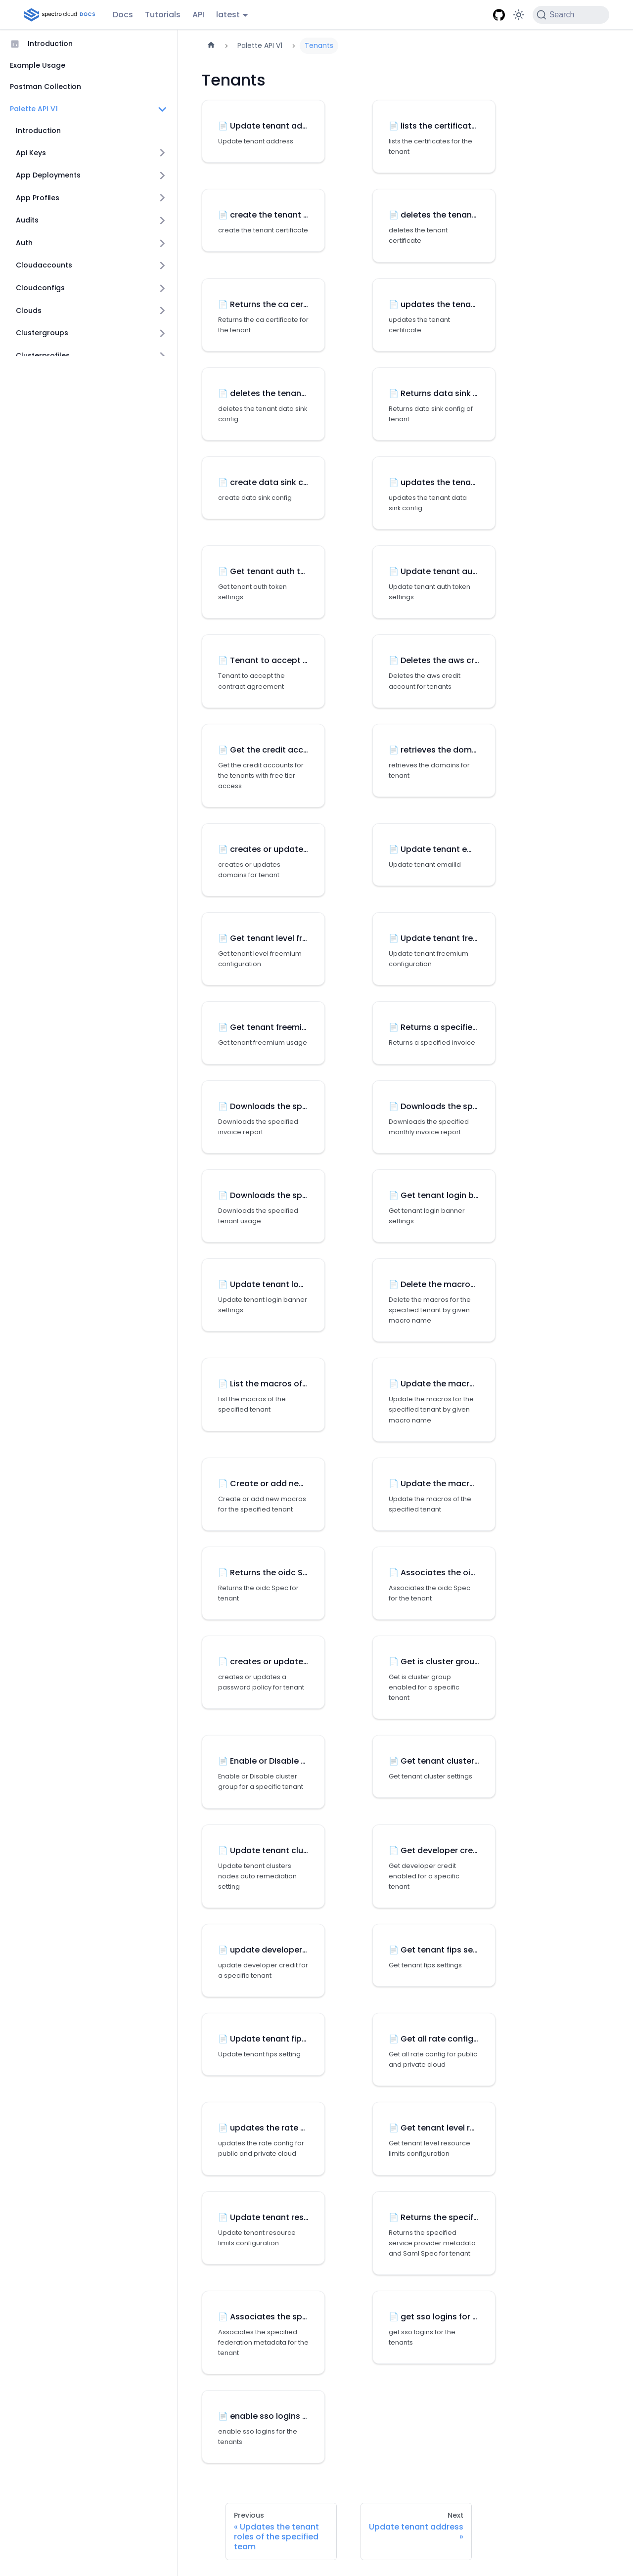 spectro cloud DOCS
Docs
Tutorials
API
latest
Search
Introduction
Example Usage
Postman Collection
Palette API V1
Introduction
Api Keys
App Deployments
App Profiles
Audits
Auth
Cloudaccounts
Cloudconfigs
Clouds
Clustergroups
Clusterprofiles
Palette API V1
Tenants
Tenants
Update tenant ad...
Update tenant address
lists the certificat...
lists the certificates for the
tenant
create the tenant ...
create the tenant certificate
deletes the tenan...
deletes the tenant
certificate
Returns the ca cer...
Returns the ca certificate for
the tenant
updates the tena...
updates the tenant
certificate
deletes the tenan...
deletes the tenant data sink
config
Returns data sink ...
Returns data sink config of
tenant
create data sink c...
create data sink config
updates the tena...
updates the tenant data
sink config
Get tenant auth t...
Get tenant auth token
settings
Update tenant au...
Update tenant auth token
settings
Tenant to accept ...
Tenant to accept the
contract agreement
Deletes the aws cr...
Deletes the aws credit
account for tenants
Get the credit acc...
Get the credit accounts for
the tenants with free tier
access
retrieves the dom...
retrieves the domains for
tenant
creates or update...
creates or updates
domains for tenant
Update tenant e...
Update tenant emailId
Get tenant level fr...
Get tenant level freemium
configuration
Update tenant fre...
Update tenant freemium
configuration
Get tenant freemi...
Get tenant freemium usage
Returns a specifie...
Returns a specified invoice
Downloads the sp...
Downloads the specified
invoice report
Downloads the sp...
Downloads the specified
monthly invoice report
Downloads the sp...
Downloads the specified
tenant usage
Get tenant login b...
Get tenant login banner
settings
Update tenant lo...
Update tenant login banner
settings
Delete the macro...
Delete the macros for the
specified tenant by given
macro name
List the macros of...
List the macros of the
specified tenant
Update the macr...
Update the macros for the
specified tenant by given
macro name
Create or add ne...
Create or add new macros
for the specified tenant
Update the macr...
Update the macros of the
specified tenant
Returns the oidc S...
Returns the oidc Spec for
tenant
Associates the oi...
Associates the oidc Spec
for the tenant
creates or update...
creates or updates a
password policy for tenant
Get is cluster grou...
Get is cluster group
enabled for a specific
tenant
Enable or Disable ...
Enable or Disable cluster
group for a specific tenant
Get tenant cluster...
Get tenant cluster settings
Update tenant clu...
Update tenant clusters
nodes auto remediation
setting
Get developer cre...
Get developer credit
enabled for a specific
tenant
update developer...
update developer credit for
a specific tenant
Get tenant fips se...
Get tenant fips settings
Update tenant fip...
Update tenant fips setting
Get all rate config...
Get all rate config for public
and private cloud
updates the rate ...
updates the rate config for
public and private cloud
Get tenant level r...
Get tenant level resource
limits configuration
Update tenant res...
Update tenant resource
limits configuration
Returns the specif...
Returns the specified
service provider metadata
and Saml Spec for tenant
Associates the sp...
Associates the specified
federation metadata for the
tenant
get sso logins for ...
get sso logins for the
tenants
enable sso logins ...
enable sso logins for the
tenants
Previous
« Updates the tenant
roles of the specified
team
Next
Update tenant address
»